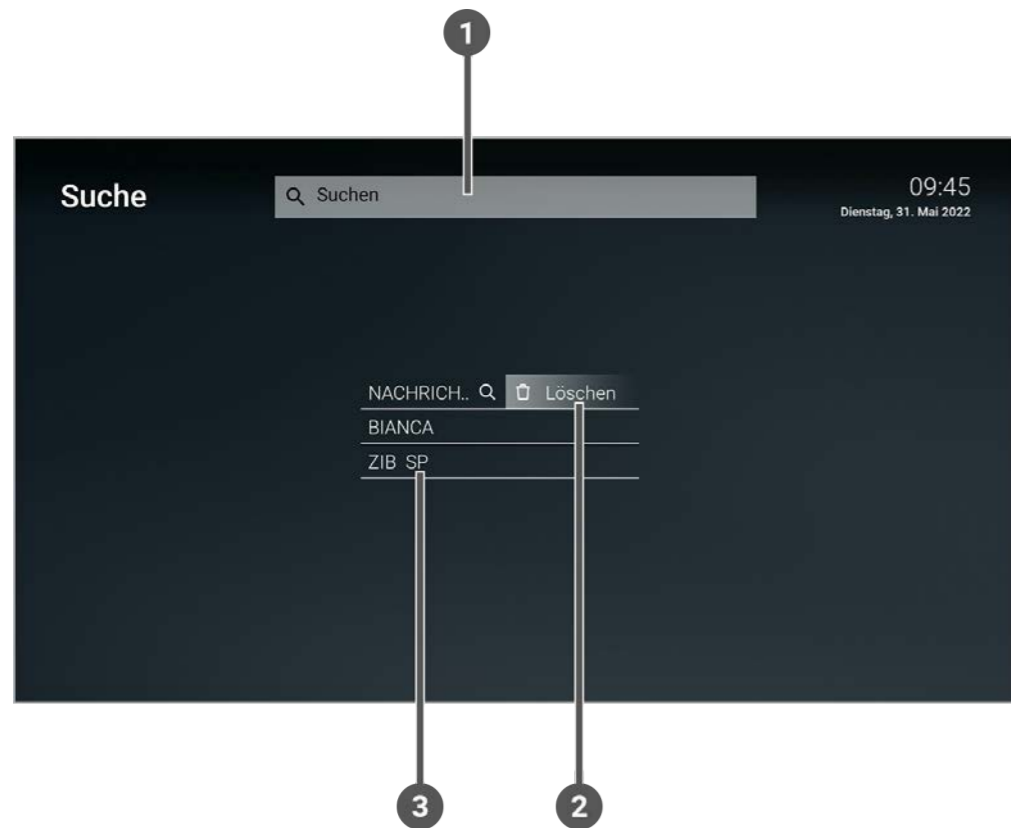 1
Suche
Suchen
09:45
Dienstag, 31. Mai 2022
NACHRICH.. Löschen
BIANCA
ZIB SP
3 2